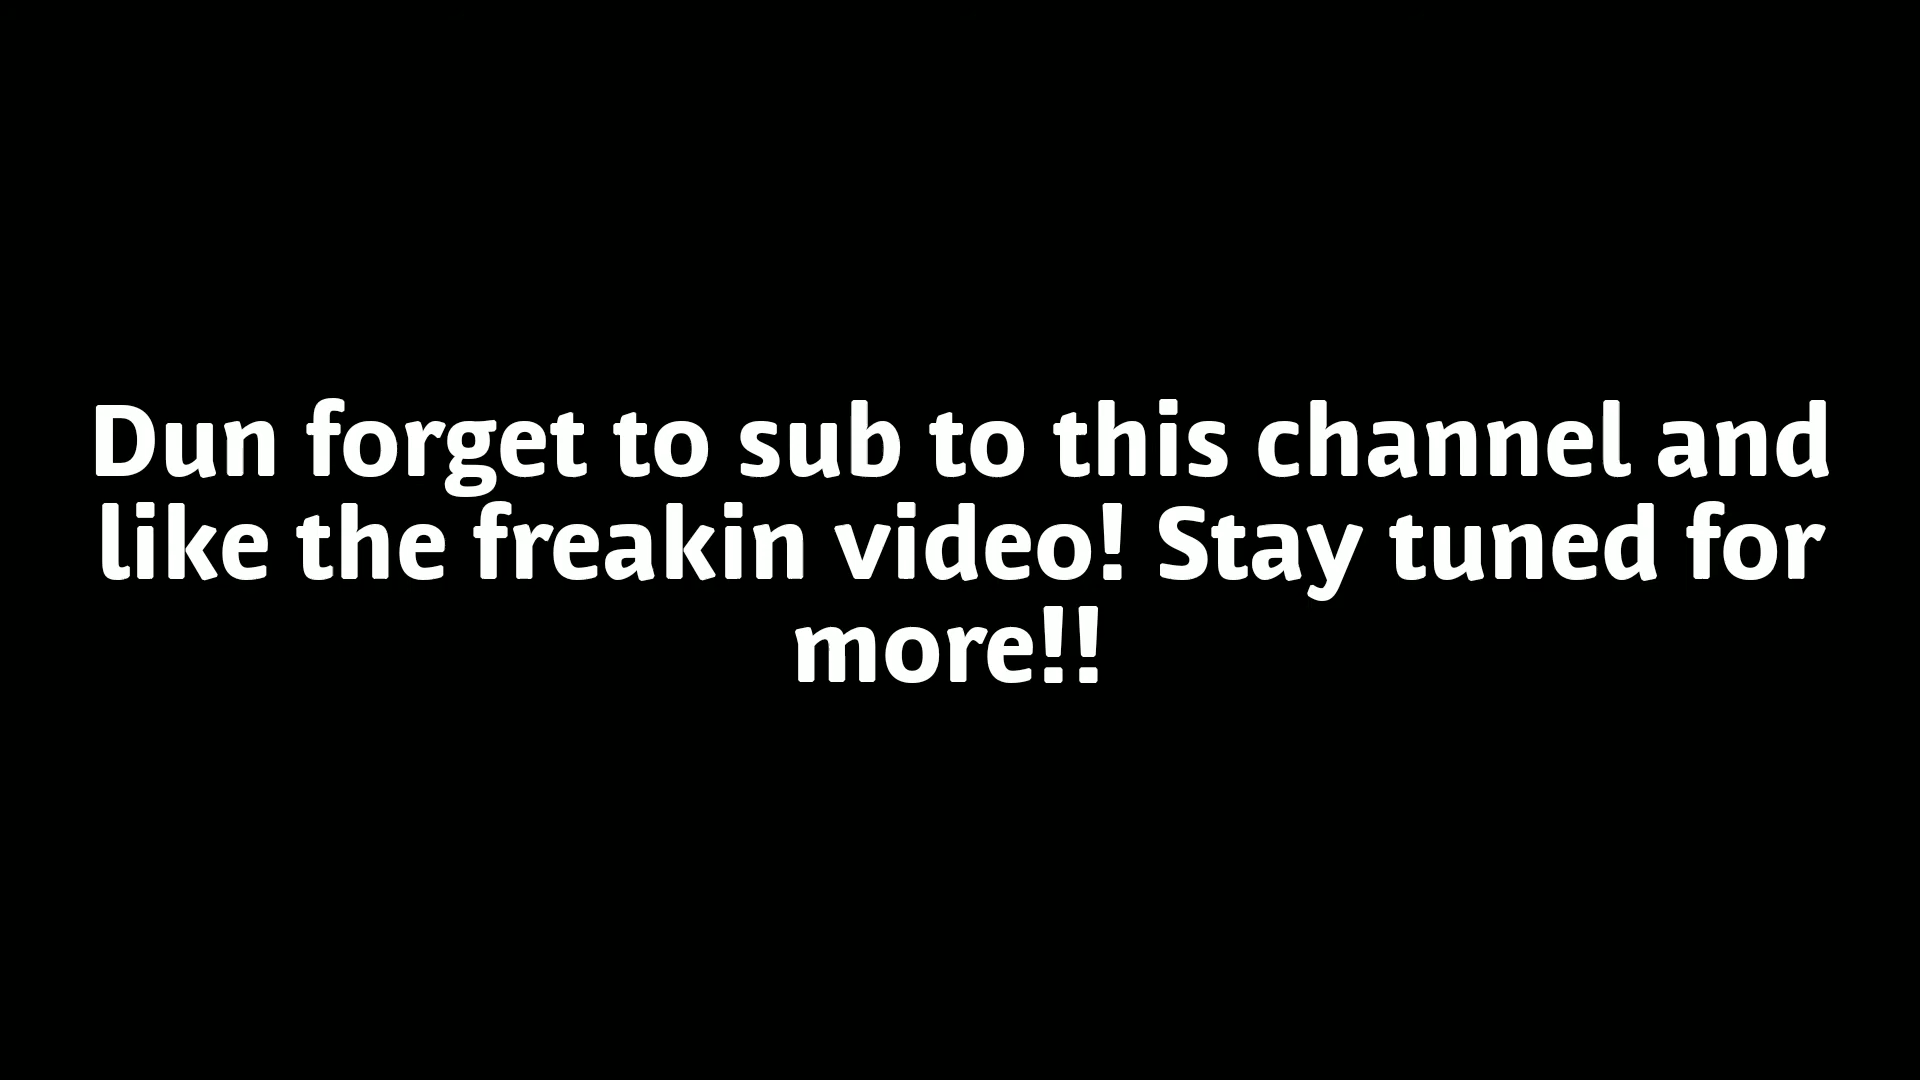 Dun forget to sub to this channel and
like the freakin video! Stay tuned for
more!!